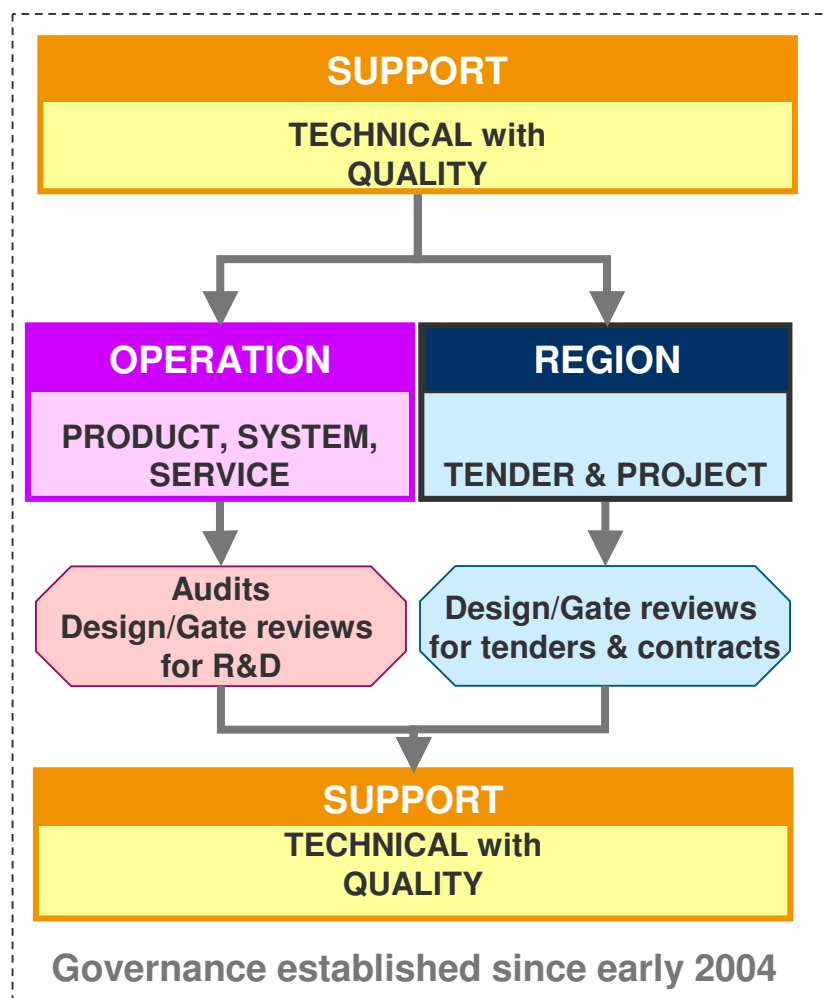 SUPPORT
TECHNICAL with
QUALITY
OPERATION
PRODUCT, SYSTEM,
SERVICE
REGION
TENDER & PROJECT
Audits
Design/Gate reviews
for R&D
Design/Gate reviews
for tenders & contracts
SUPPORT
TECHNICAL with
QUALITY
Governance established since early 2004